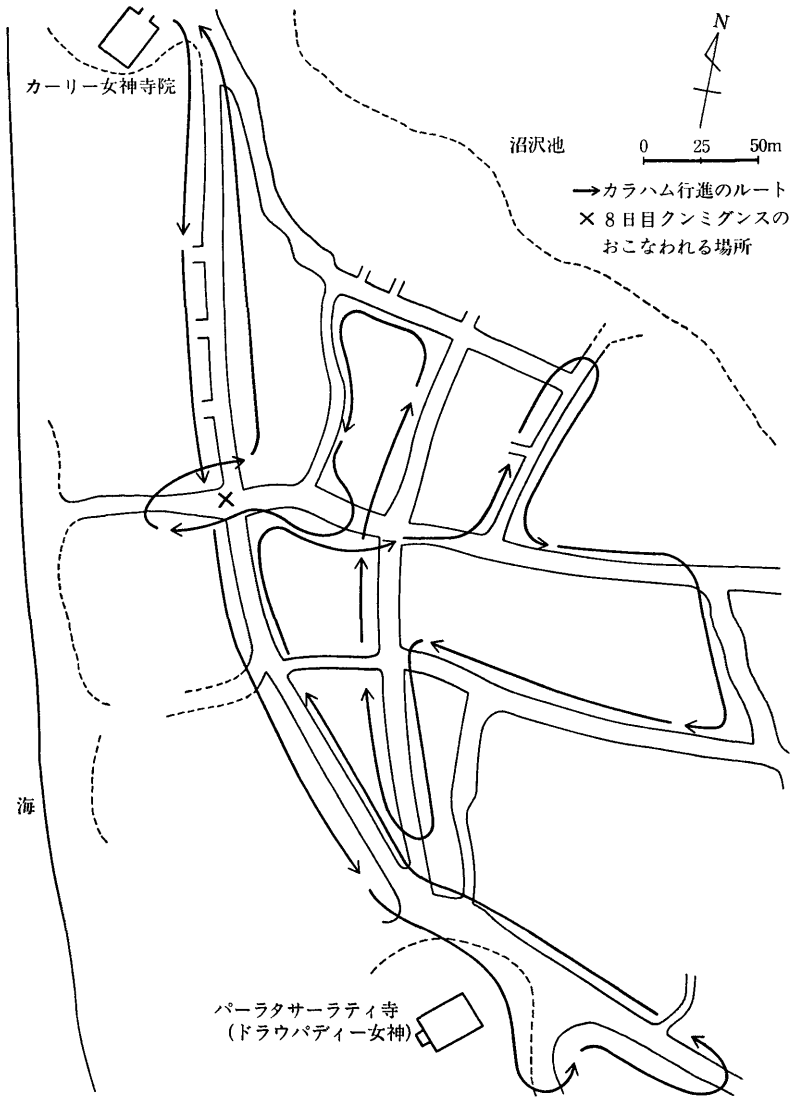 カーリー女神寺院
N
沼沢池
0 25 50m
→カラハム行進のルート
× 8日目クンミダンスの
おこなわれる場所
海
パーラタサーラティ寺
(ドラウパディー女神)